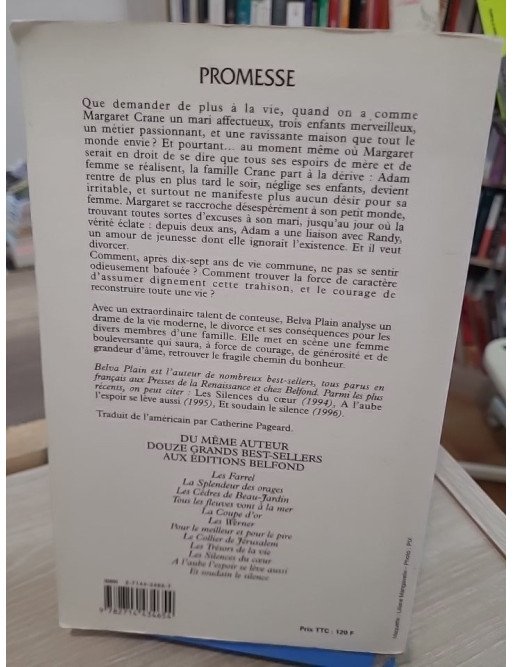 PROMESSE
Que demander de plus à la vie, quand on a comme
Margaret Crane un mari affectueux, trois enfants merveilleux,
un métier passionnant, et une ravissante maison que tout le
monde envie ? Et pourtant... au moment même où Margaret
serait en droit de se dire que tous ses espoirs de mère et de
femme se réalisent, la famille Crane part à la dérive : Adam
rentre de plus en plus tard le soir, néglige ses enfants, devient
irritable, et surtout ne manifeste plus aucun désir pour sa
femme. Margaret se raccroche désespérément à son petit monde,
trouvant toutes sortes d'excuses à son mari, jusqu'au jour où la
vérité éclate : depuis deux ans, Adam a une liaison avec Randy,
un amour de jeunesse dont elle ignorait l'existence. Et il veut
divorcer.
Comment, après dix-sept ans de vie commune, ne pas se sentir
odieusement bafouée ? Comment trouver la force de caractère
d'assumer dignement cette trahison, et le courage de
reconstruire toute une vie ?
Avec un extraordinaire talent de conteuse, Belva Plain analyse un
drame de la vie moderne, le divorce et ses conséquences pour les
divers membres d'une famille. Elle met en scène une femme
bouleversante qui saura, à force de courage, de générosité et de
grandeur d'âme, retrouver le fragile chemin du bonheur.
Belva Plain est l'auteur de nombreux best-sellers, tous parus en
français aux Presses de la Renaissance et chez Belfond. Parmi les plus
récents, on peut citer : Les Silences du cœur (1994), A l'aube
l'espoir se lève aussi (1995), Et soudain le silence (1996).
Traduit de l'américain par Catherine Pageard.
DU MÊME AUTEUR
DOUZE GRANDS BEST-SELLERS
AUX ÉDITIONS BELFOND
Les Farrel
La Splendeur des orages
Les Cèdres de Beau-Jardin
Tous les fleuves vont à la mer
La Coupe d'or
Les Werner
Pour le meilleur et pour le pire
Le Collier de Jérusalem
Les Trésors de la vie
Les Silences du cœur
A l'aube l'espoir se lève aussi
Et soudain le silence
9 782714 434654
Prix TTC : 120 F